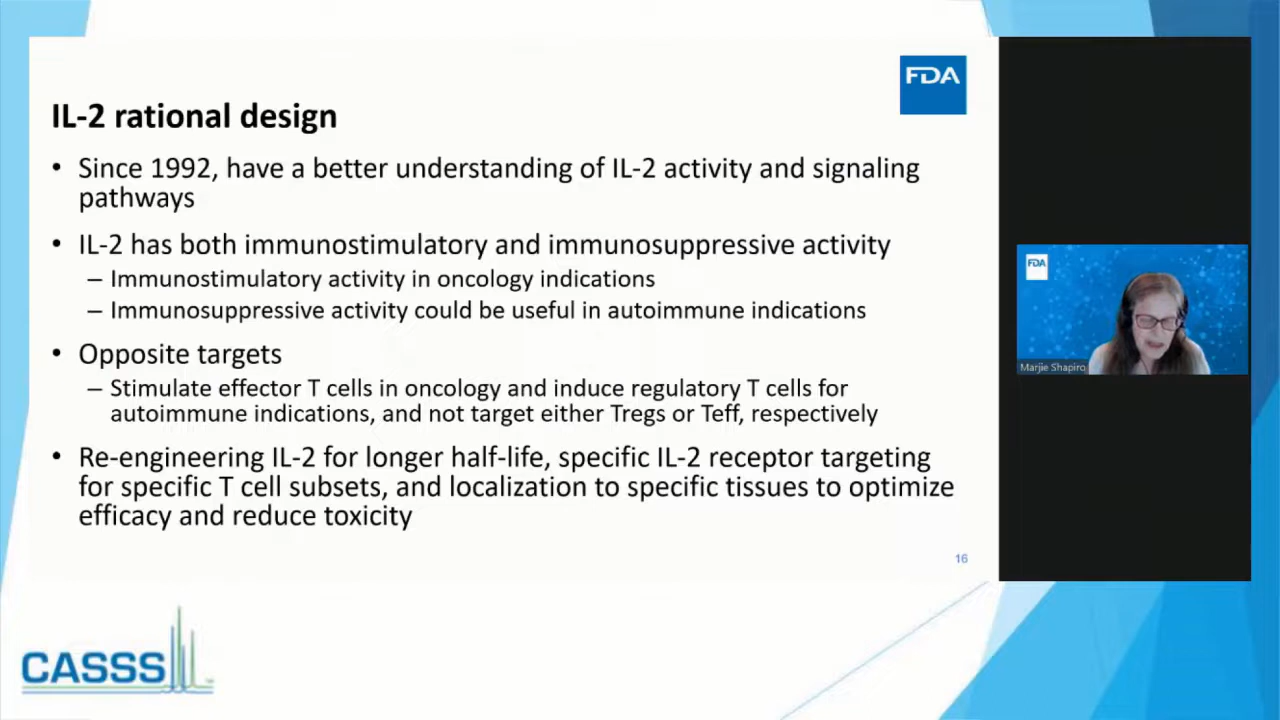 FDA
IL-2 rational design
• Since 1992, have a better understanding of IL-2 activity and signaling
pathways
• IL-2 has both immunostimulatory and immunosuppressive activity
– Immunostimulatory activity in oncology indications
– Immunosuppressive activity could be useful in autoimmune indications
• Opposite targets
– Stimulate effector T cells in oncology and induce regulatory T cells for
autoimmune indications, and not target either Tregs or Teff, respectively
• Re-engineering IL-2 for longer half-life, specific IL-2 receptor targeting
for specific T cell subsets, and localization to specific tissues to optimize
efficacy and reduce toxicity
16
FDA
Marjie Shapiro
CASSS